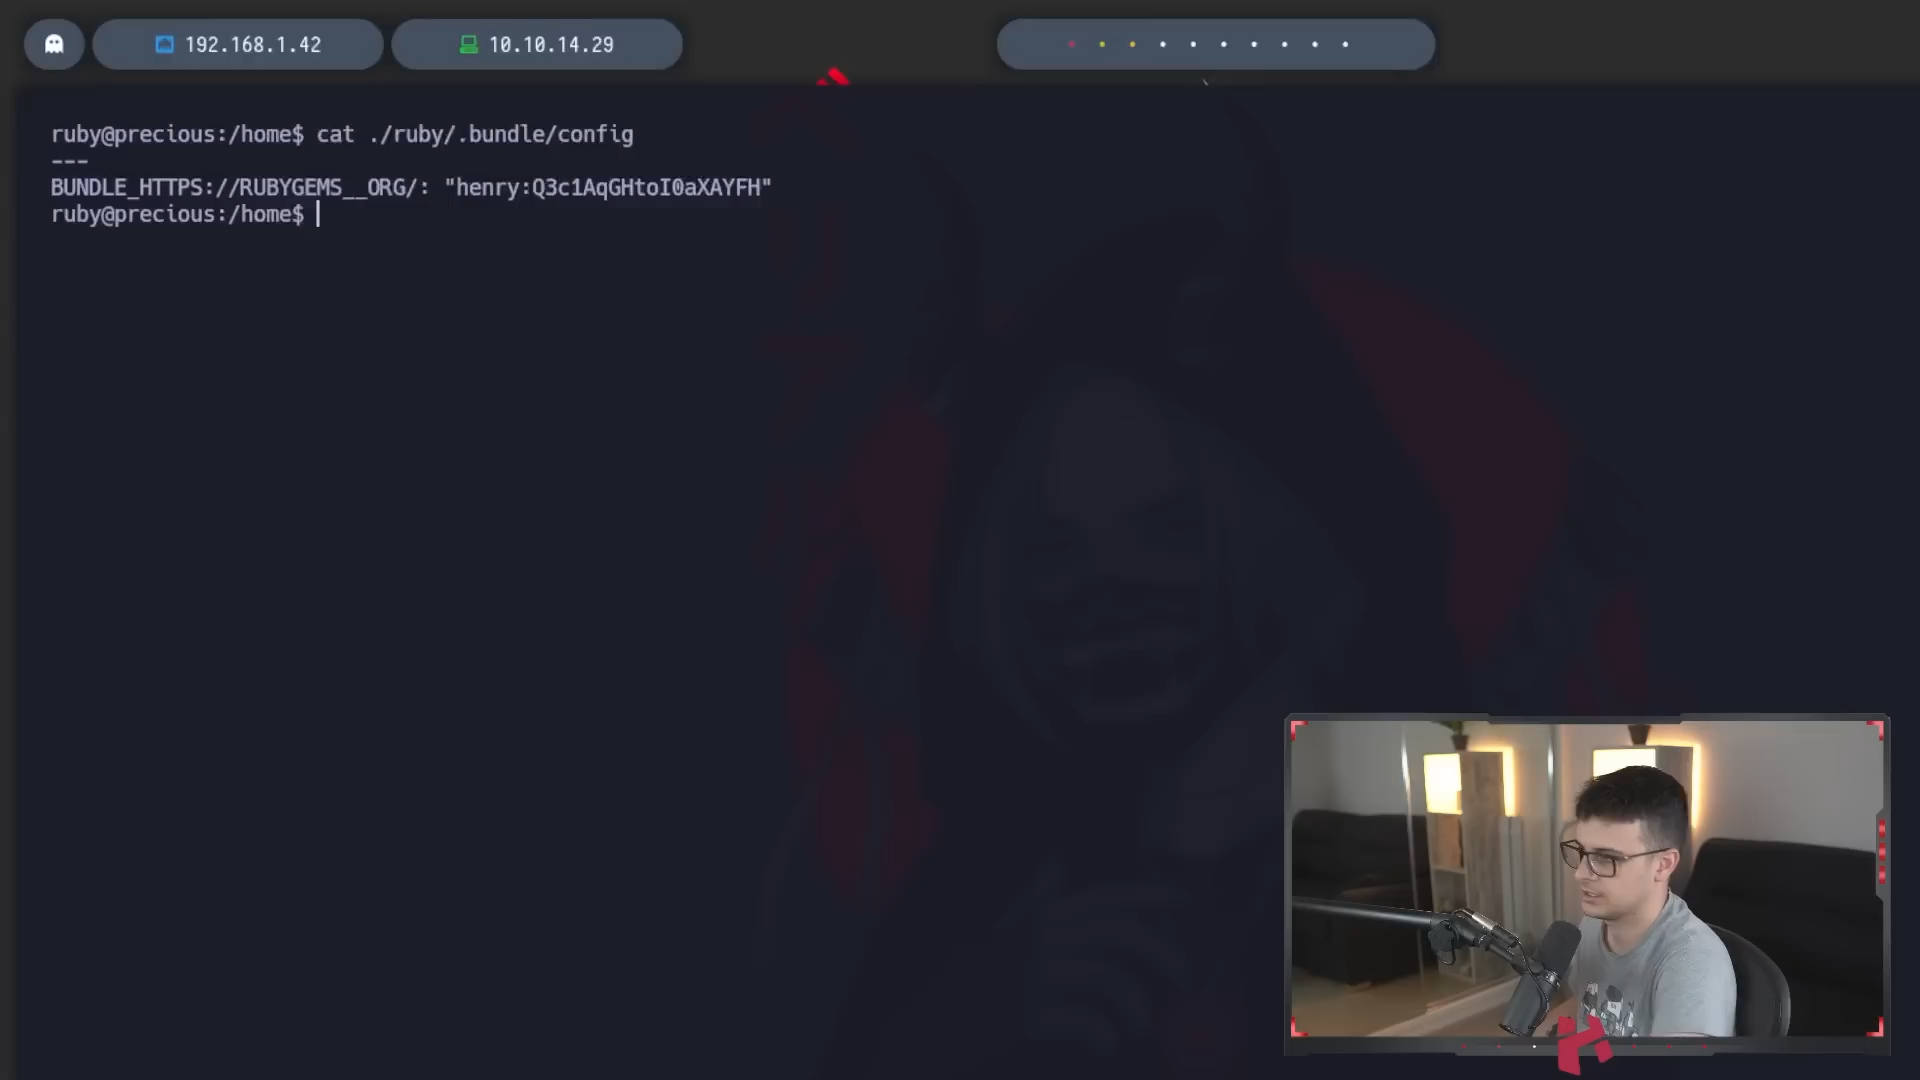 192.168.1.42
10.10.14.29
ruby@precious:/home$ cat ./ruby/.bundle/config
---
BUNDLE_HTTPS://RUBYGEMS__ORG/: "henry:Q3c1AqGHtoI0aXAYFH"
ruby@precious:/home$